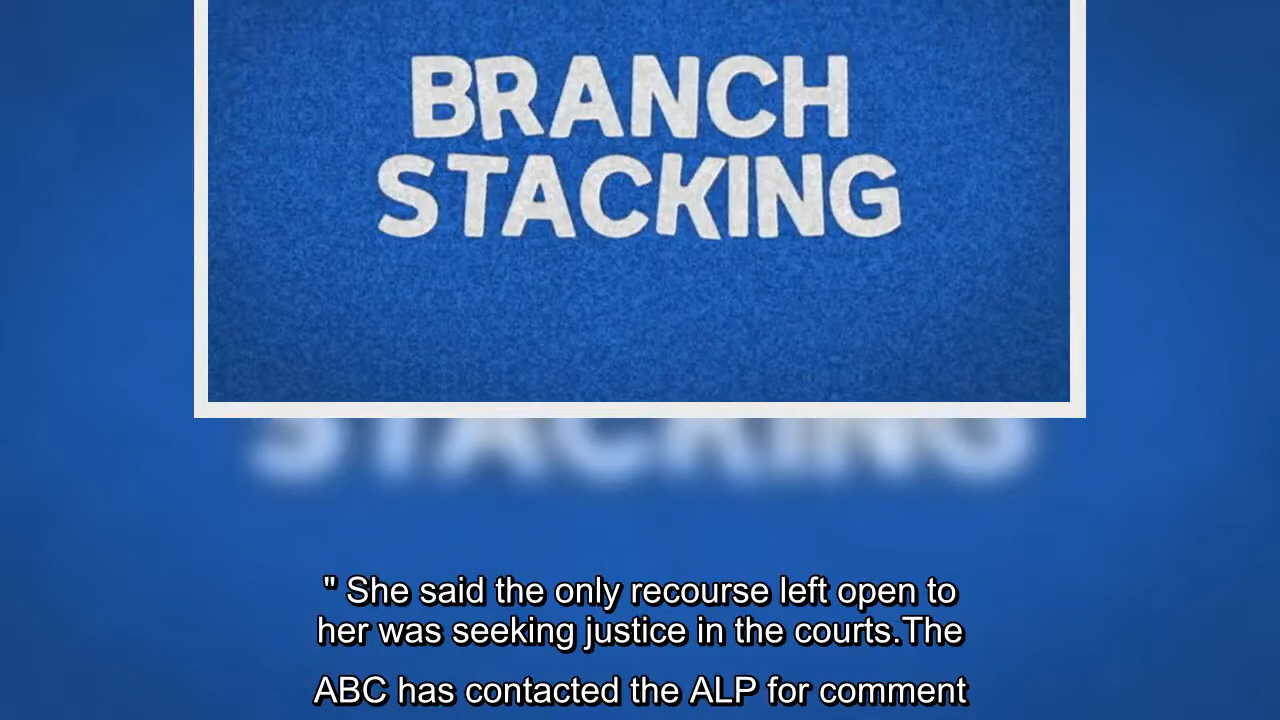 BRANCH
STACKING
STACKING
" She said the only recourse left open to
her was seeking justice in the courts.The
ABC has contacted the ALP for comment